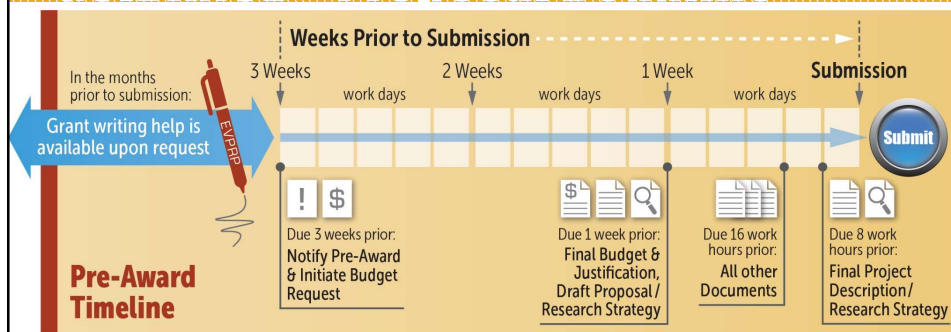 Weeks Prior to Submission
In the months
prior to submission:
Grant writing help is
available upon request
EVPRP
3 Weeks
2 Weeks
1 Week
Submission
work days
work days
work days
Submit
!
$
Due 3 weeks prior:
Notify Pre-Award
& Initiate Budget
Request
$
Due 1 week prior:
Final Budget &
Justification,
Draft Proposal/
Research Strategy
Due 16 work
hours prior:
All other
Documents
Due 8 work
hours prior:
Final Project
Description/
Research Strategy
Pre-Award
Timeline